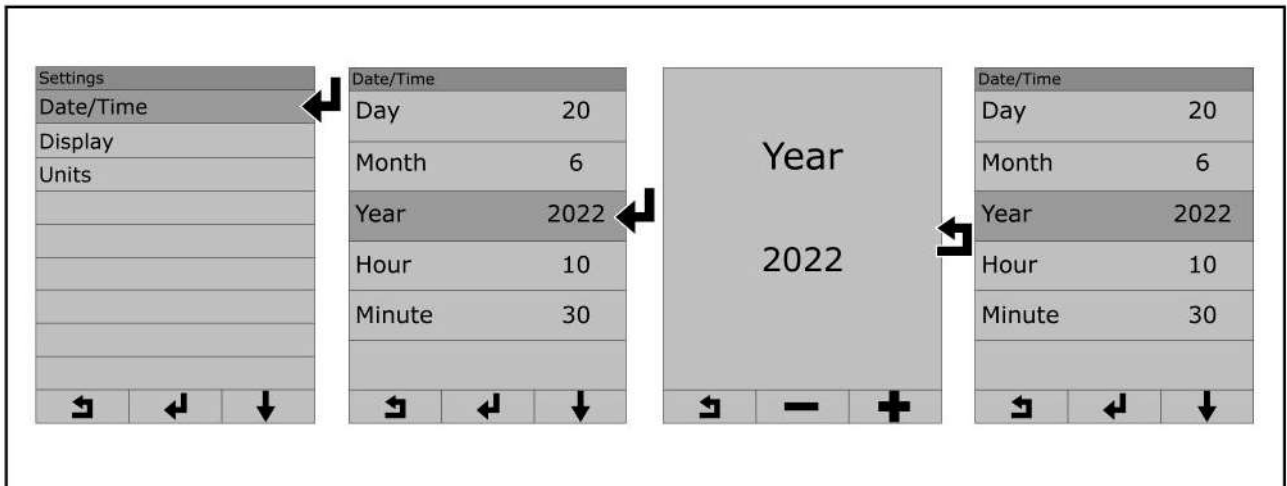 Settings
Date/Time
Display
Units
Date/Time
Day 20
Month 6
Year 2022
Hour 10
Minute 30
Year
2022
Date/Time
Day 20
Month 6
Year 2022
Hour 10
Minute 30